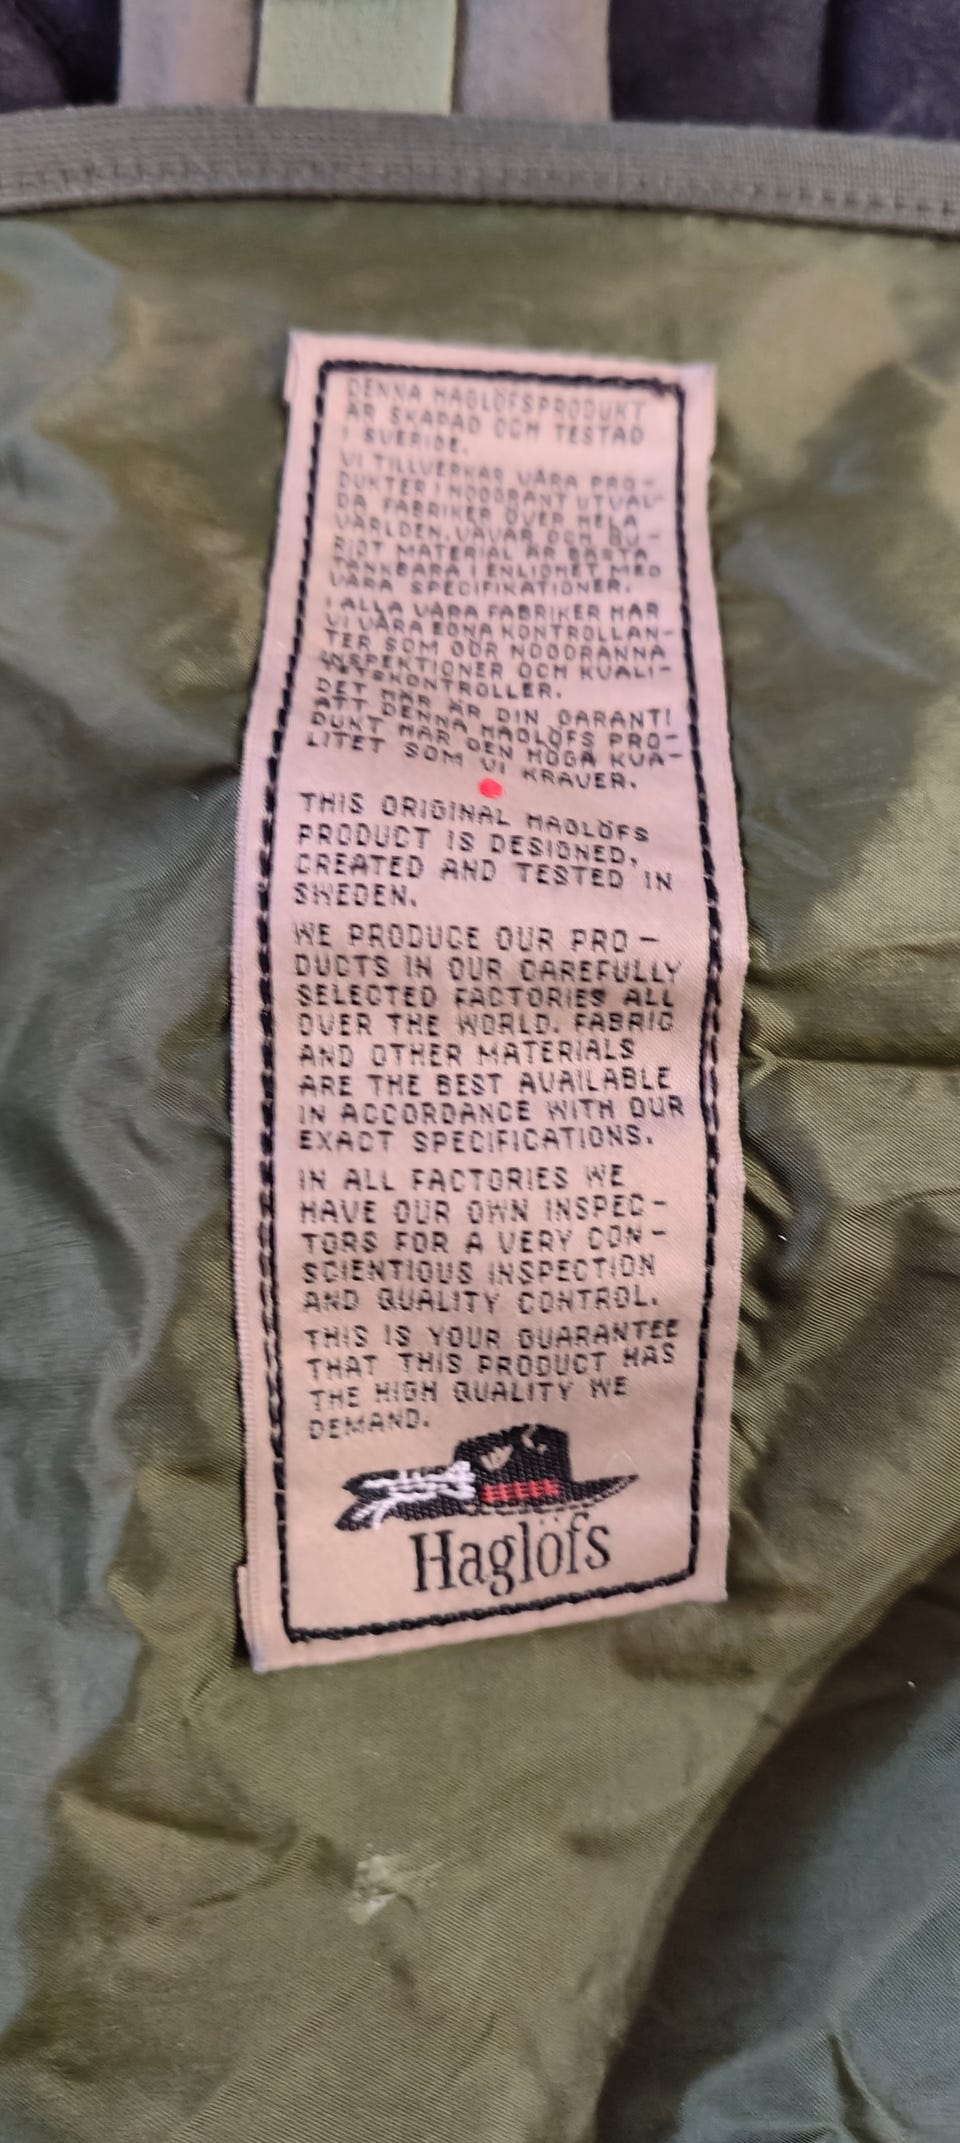 DENNA HAGLÖFSPRODUKT
ÄR SKAPAD OCH TESTAD
I SVERIGE.
VI TILLVERKAR VÅRA PRO-
DUKTER I NOGGRANT UTVAL-
DA FABRIKER ÖVER HELA
VÄRLDEN. VÄVAR OCH ÖV-
RIGT MATERIAL ÄR BÄSTA
TÄNKBARA I ENLIGHET MED
VÅRA SPECIFIKATIONER.
I ALLA VÅRA FABRIKER HAR
VI VÅRA EGNA KONTROLLAN-
TER SOM GÖR NOGGRANNA
INSPEKTIONER OCH KVALI-
TETSKONTROLLER.
DET HÄR ÄR DIN GARANTI
ATT DENNA HAGLÖFS PRO-
DUKT HAR DEN HÖGA KVA-
LITET SOM VI KRÄVER.
THIS ORIGINAL HAGLÖFS
PRODUCT IS DESIGNED,
CREATED AND TESTED IN
SWEDEN.
WE PRODUCE OUR PRO-
DUCTS IN OUR CAREFULLY
SELECTED FACTORIES ALL
OVER THE WORLD. FABRIC
AND OTHER MATERIALS
ARE THE BEST AVAILABLE
IN ACCORDANCE WITH OUR
EXACT SPECIFICATIONS.
IN ALL FACTORIES WE
HAVE OUR OWN INSPEC-
TORS FOR A VERY CON-
SCIENTIOUS INSPECTION
AND QUALITY CONTROL.
THIS IS YOUR GUARANTEE
THAT THIS PRODUCT HAS
THE HIGH QUALITY WE
DEMAND.
Haglöfs